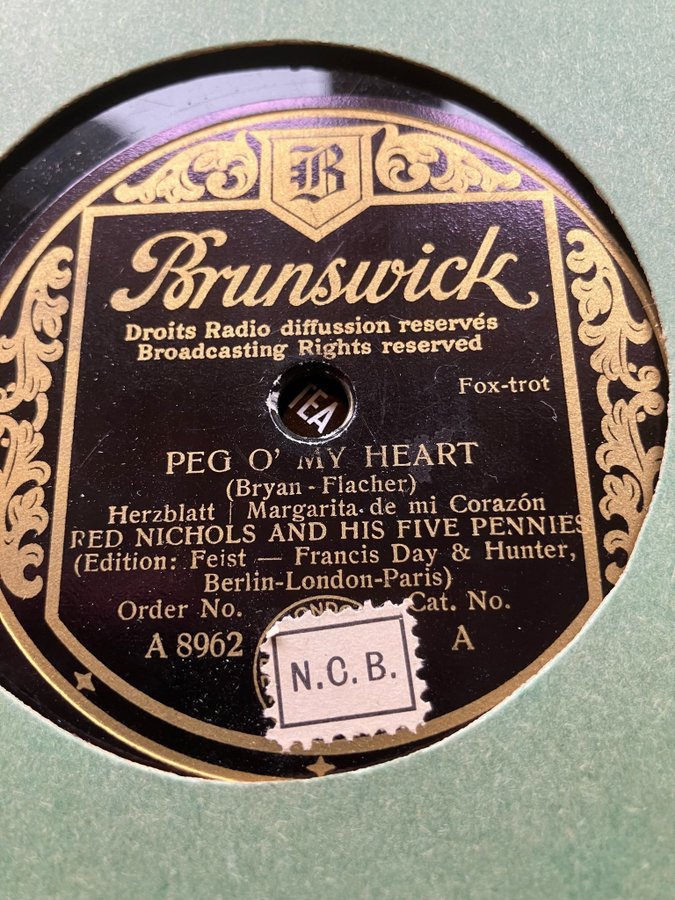 B
Brunswick
Droits Radio diffussion reservés
Broadcasting Rights reserved
Fox-trot
TEA
PEG O' MY HEART
(Bryan-Flacher)
Herzblatt | Margarita de mi Corazón
RED NICHOLS AND HIS FIVE PENNIES
(Edition: Feist — Francis Day & Hunter,
Berlin-London-Paris)
Order No. Cat. No.
A 8962 A
N.C.B.